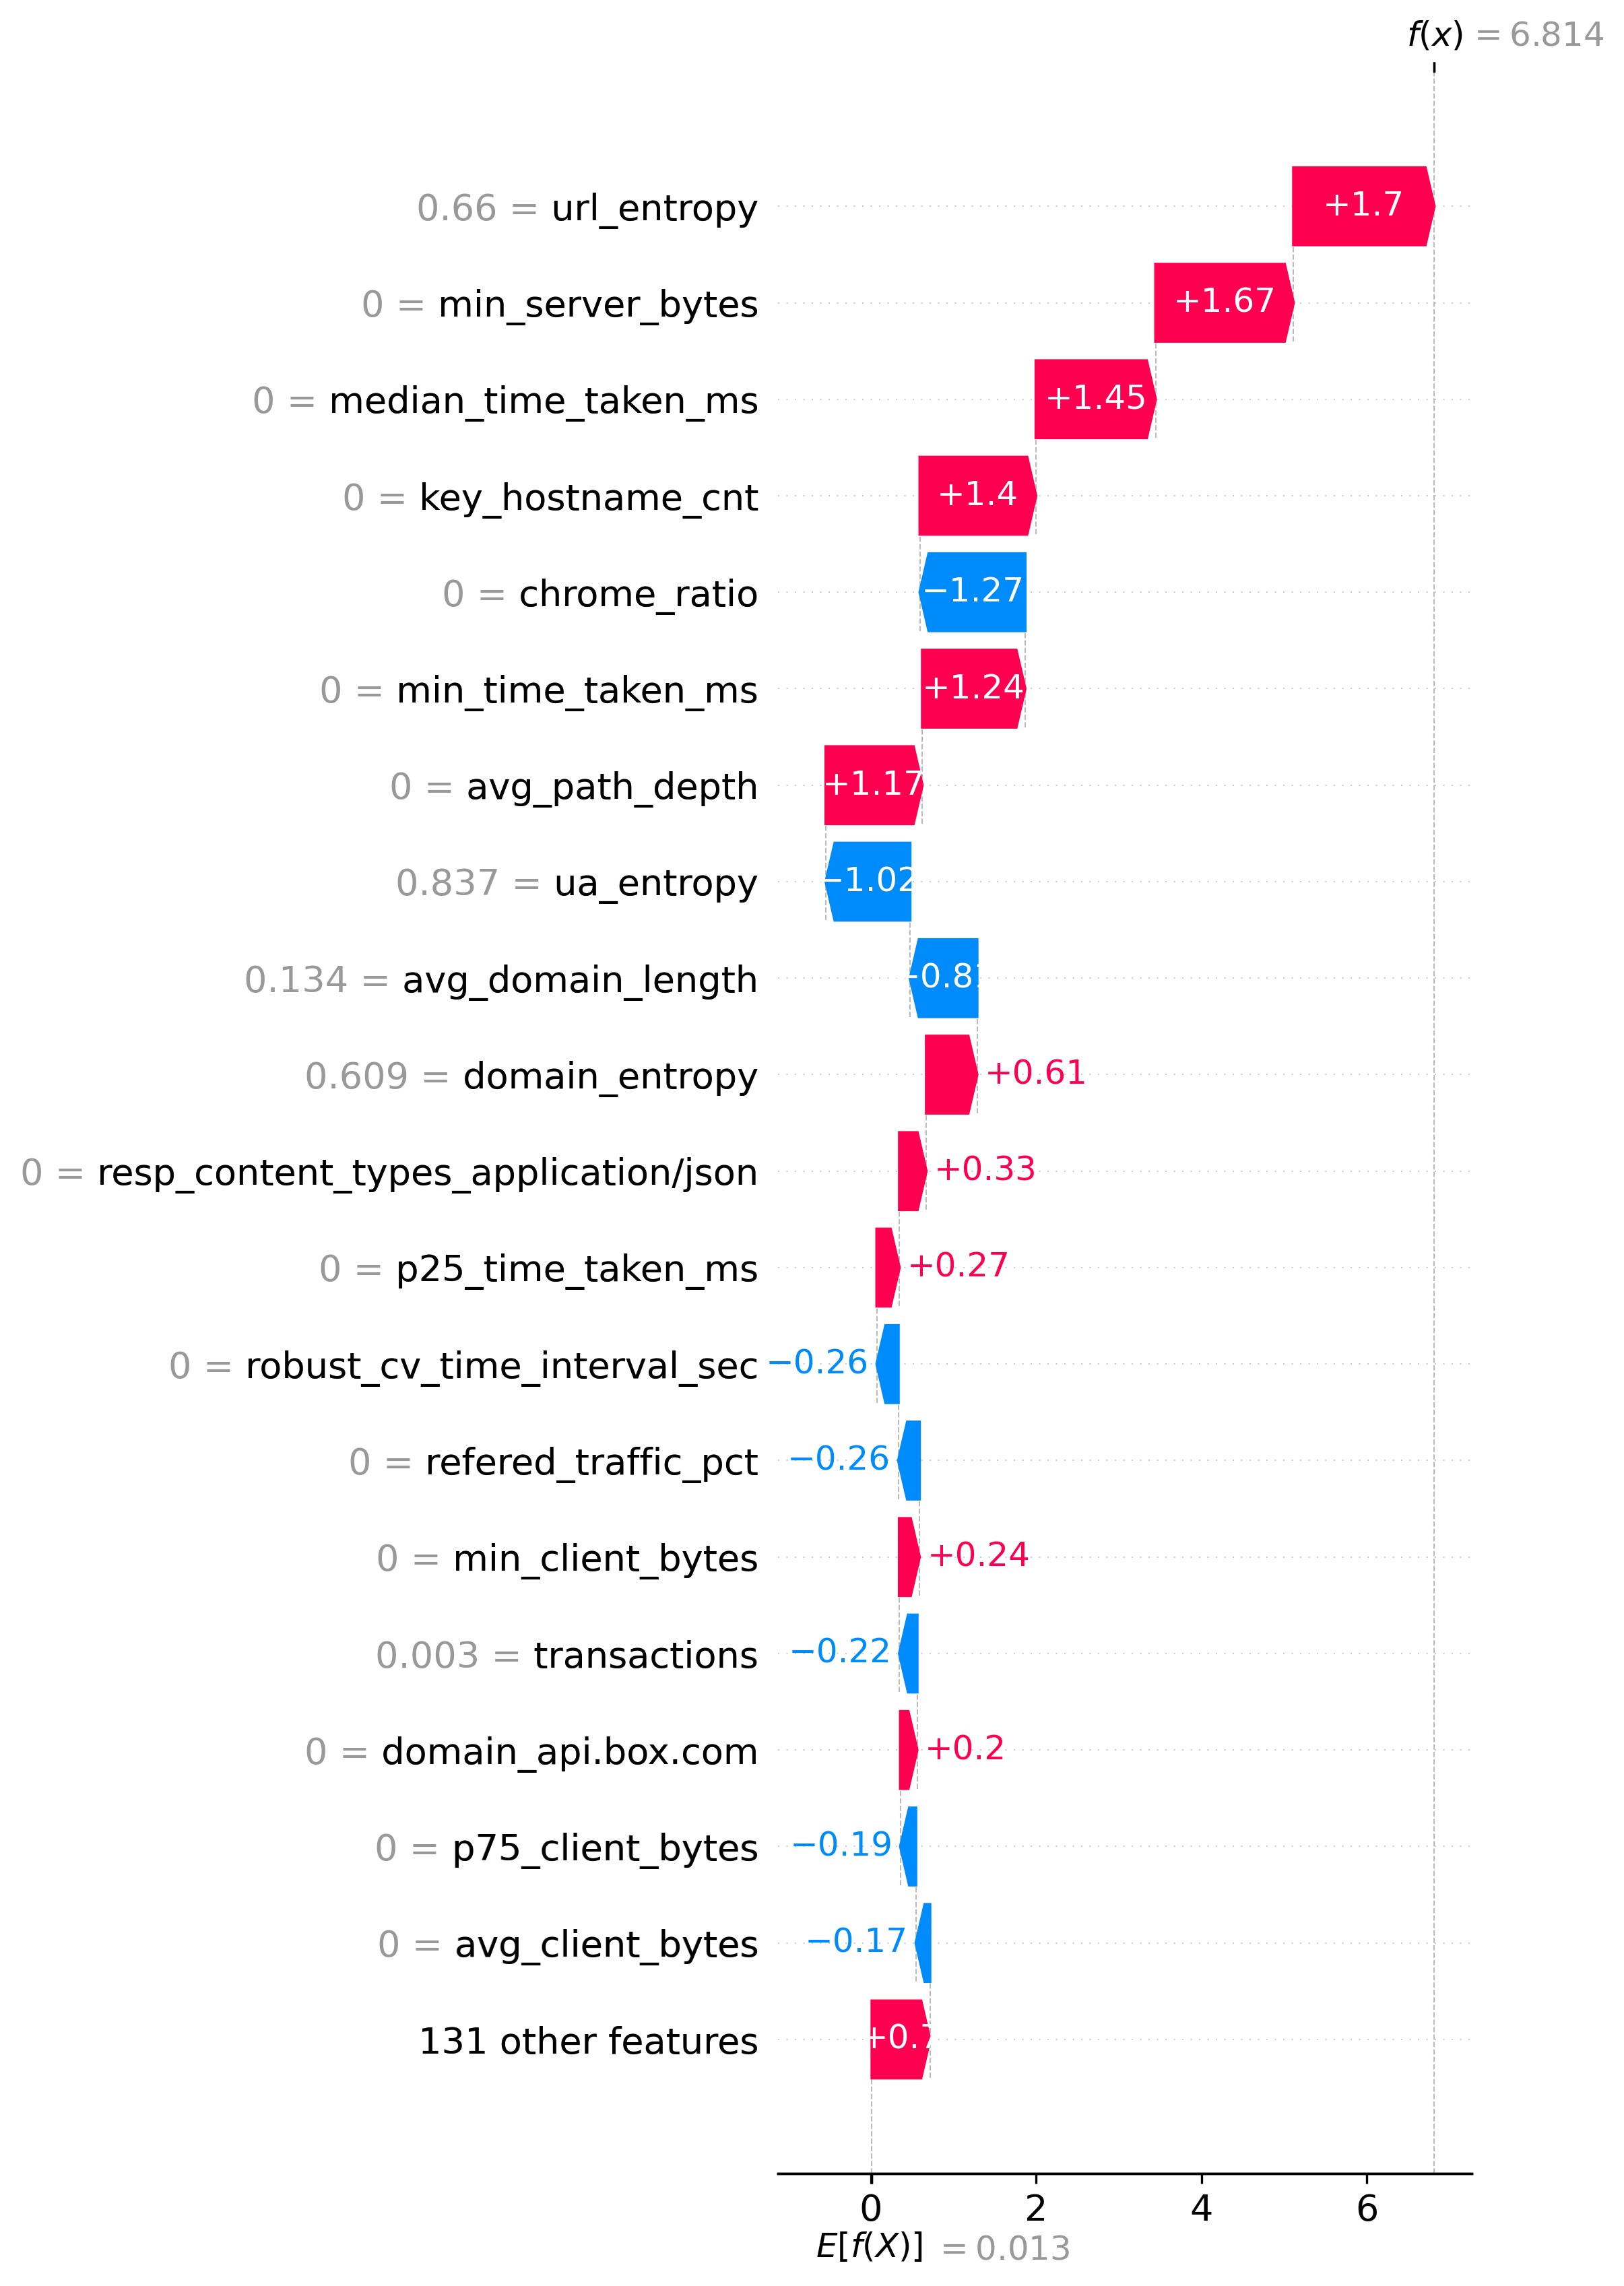 f(x) = 6.814
0.66 = url_entropy
+1.7
0 = min_server_bytes
+1.67
0 = median_time_taken_ms
+1.45
0 = key_hostname_cnt
+1.4
0 = chrome_ratio
−1.27
0 = min_time_taken_ms
+1.24
0 = avg_path_depth
+1.17
0.837 = ua_entropy
−1.02
0.134 = avg_domain_length
0.609 = domain_entropy
+0.61
0 = resp_content_types_application/json
+0.33
0 = p25_time_taken_ms
+0.27
0 = robust_cv_time_interval_sec
−0.26
0 = refered_traffic_pct
−0.26
0 = min_client_bytes
+0.24
0.003 = transactions
−0.22
0 = domain_api.box.com
+0.2
0 = p75_client_bytes
−0.19
0 = avg_client_bytes
−0.17
131 other features
0 2 4 6
E[f(X)] = 0.013